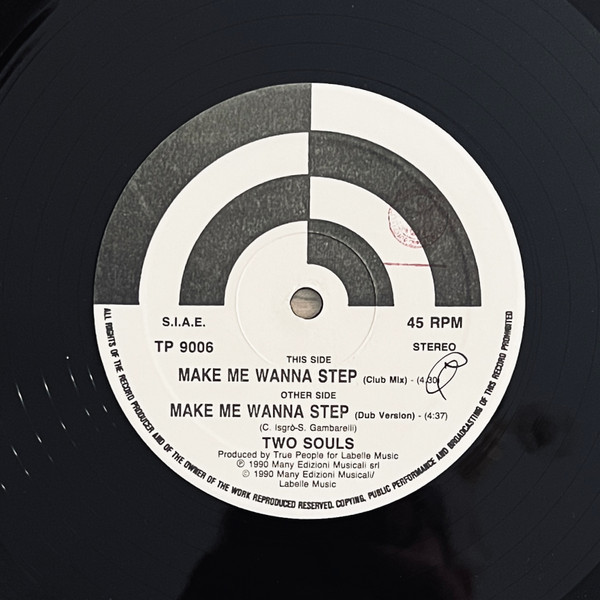 S.I.A.E.
45 RPM
TP 9006
STEREO
THIS SIDE
MAKE ME WANNA STEP (Club Mix) - (4:30)
OTHER SIDE
MAKE ME WANNA STEP (Dub Version) - (4:37)
(C. Isgrò-S. Gambarelli)
TWO SOULS
Produced by True People for Labelle Music
℗ 1990 Many Edizioni Musicali srl
© 1990 Many Edizioni Musicali/
Labelle Music
ALL RIGHTS OF THE RECORD PRODUCER AND OF THE OWNER OF THE WORK REPRODUCED RESERVED. COPYING, PUBLIC PERFORMANCE AND BROADCASTING OF THIS RECORD PROHIBITED